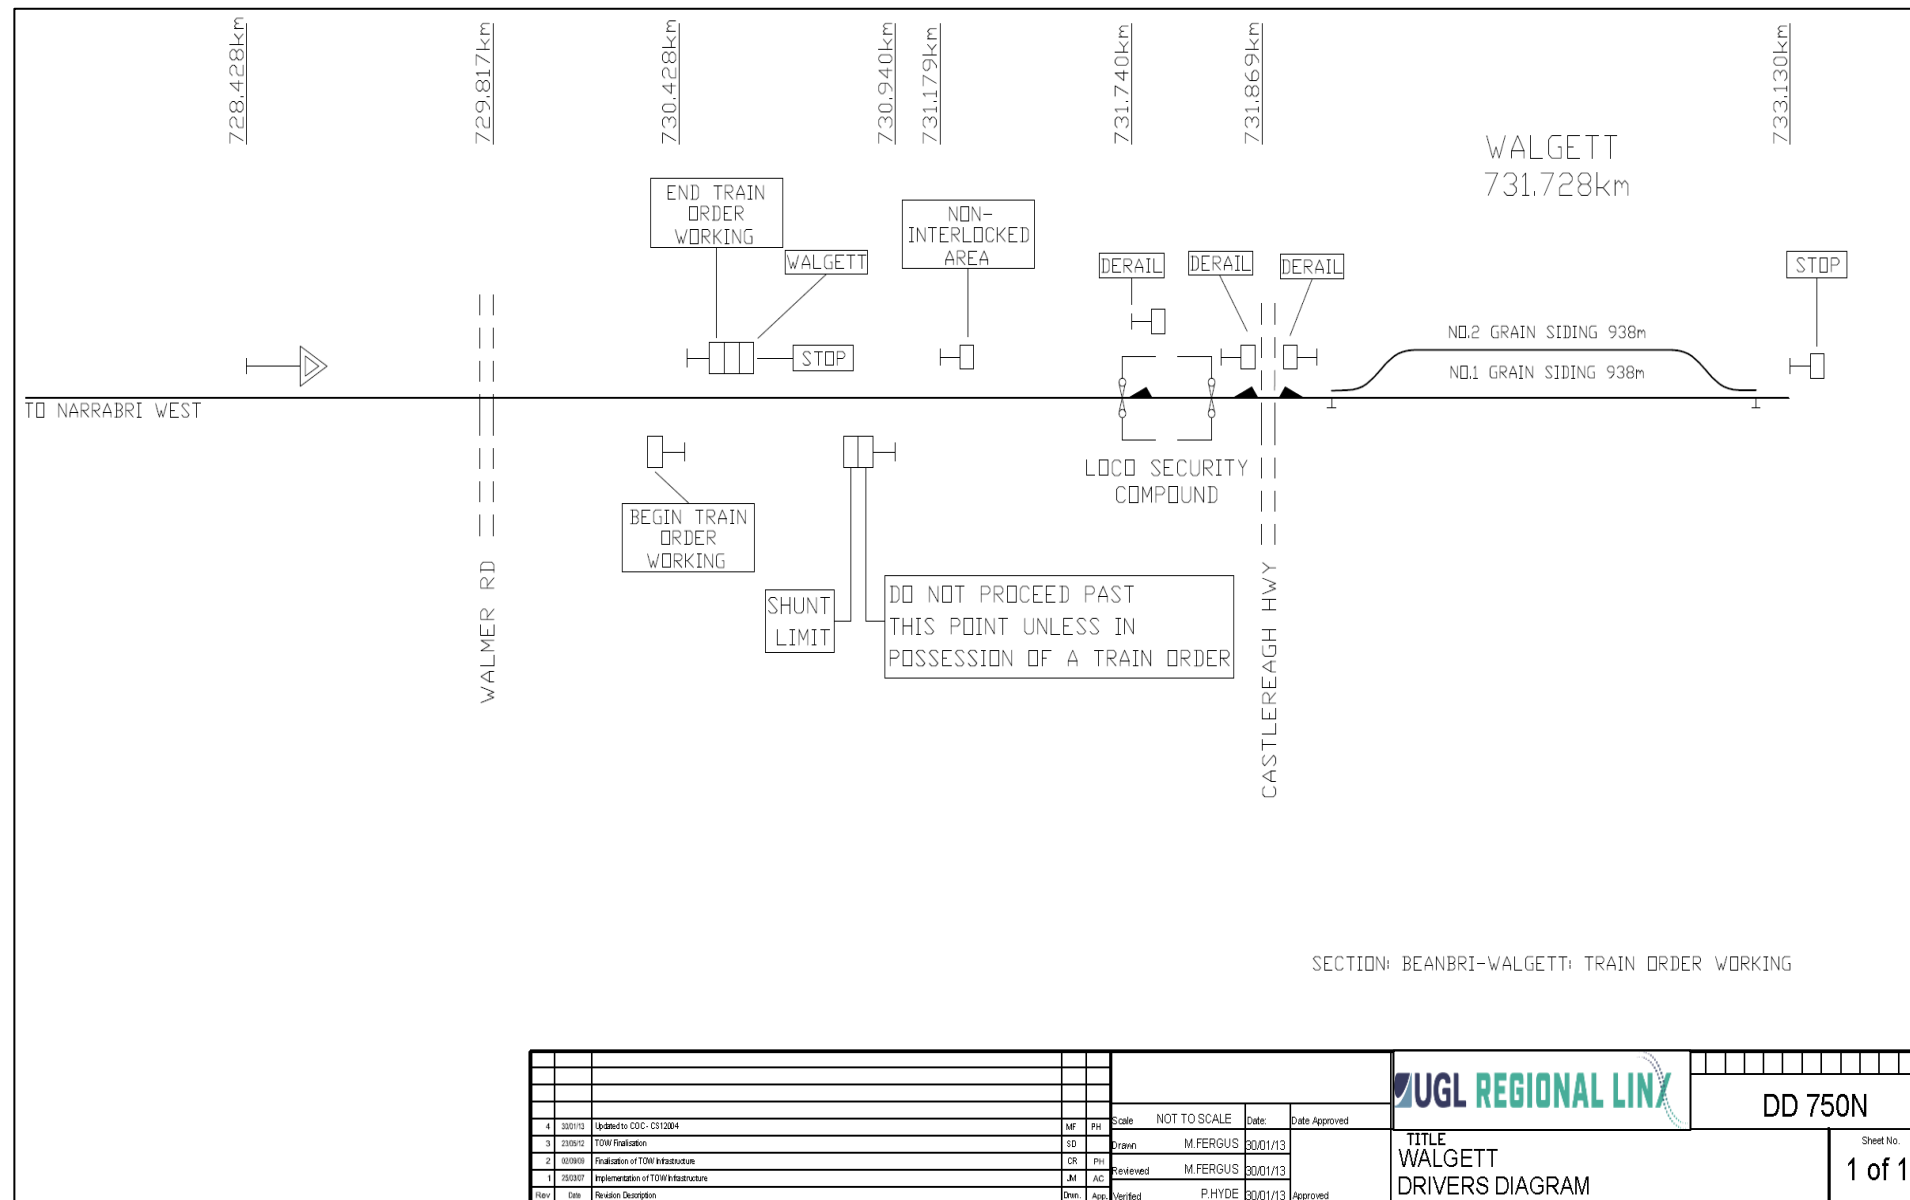 728.428km
729.817km
730.428km
730.940km
731.179km
731.740km
731.869km
733.130km
WALGETT
731.728km
END TRAIN
ORDER
WORKING
WALGETT
STOP
NON-
INTERLOCKED
AREA
DERAIL
DERAIL
DERAIL
STOP
NO.2 GRAIN SIDING 938m
NO.1 GRAIN SIDING 938m
TO NARRABRI WEST
LOCO SECURITY
COMPOUND
BEGIN TRAIN
ORDER
WORKING
SHUNT
LIMIT
DO NOT PROCEED PAST
THIS POINT UNLESS IN
POSSESSION OF A TRAIN ORDER
WALMER RD
CASTLEREAGH HWY
SECTION: BEANBRI-WALGETT: TRAIN ORDER WORKING
4 30/01/13 Updated to COC - CS12004 MF PH
3 23/05/12 TOW Finalisation SD
2 02/09/09 Finalisation of TOW Infrastructure CR PH
1 25/03/07 Implementation of TOW Infrastructure JM AC
Rev Date Revision Description Drwn. App.
Scale NOT TO SCALE Date: Date Approved
Drawn M.FERGUS 30/01/13
Reviewed M.FERGUS 30/01/13
Verified P.HYDE 30/01/13 Approved
UGL REGIONAL LINX
DD 750N
TITLE
WALGETT
DRIVERS DIAGRAM
Sheet No.
1 of 1